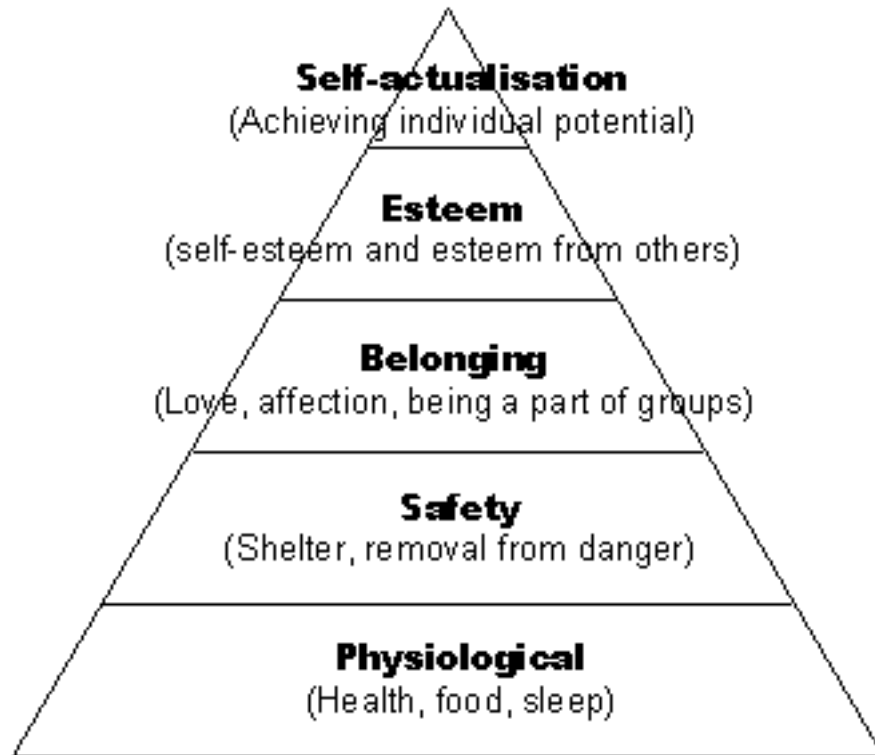 Self-actualisation
(Achieving individual potential)
Esteem
(self-esteem and esteem from others)
Belonging
(Love, affection, being a part of groups)
Safety
(Shelter, removal from danger)
Physiological
(Health, food, sleep)